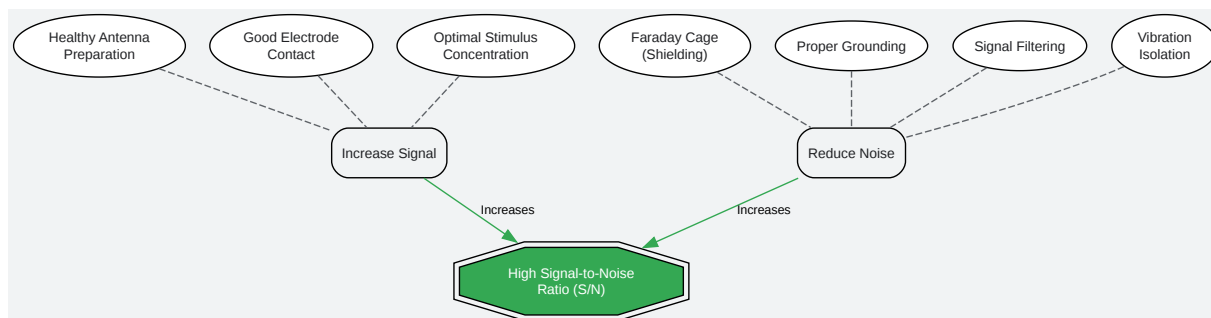 Healthy Antenna
Preparation
Good Electrode
Contact
Optimal Stimulus
Concentration
Faraday Cage
(Shielding)
Proper Grounding
Signal Filtering
Vibration
Isolation
Increase Signal
Reduce Noise
Increases
Increases
High Signal-to-Noise
Ratio (S/N)